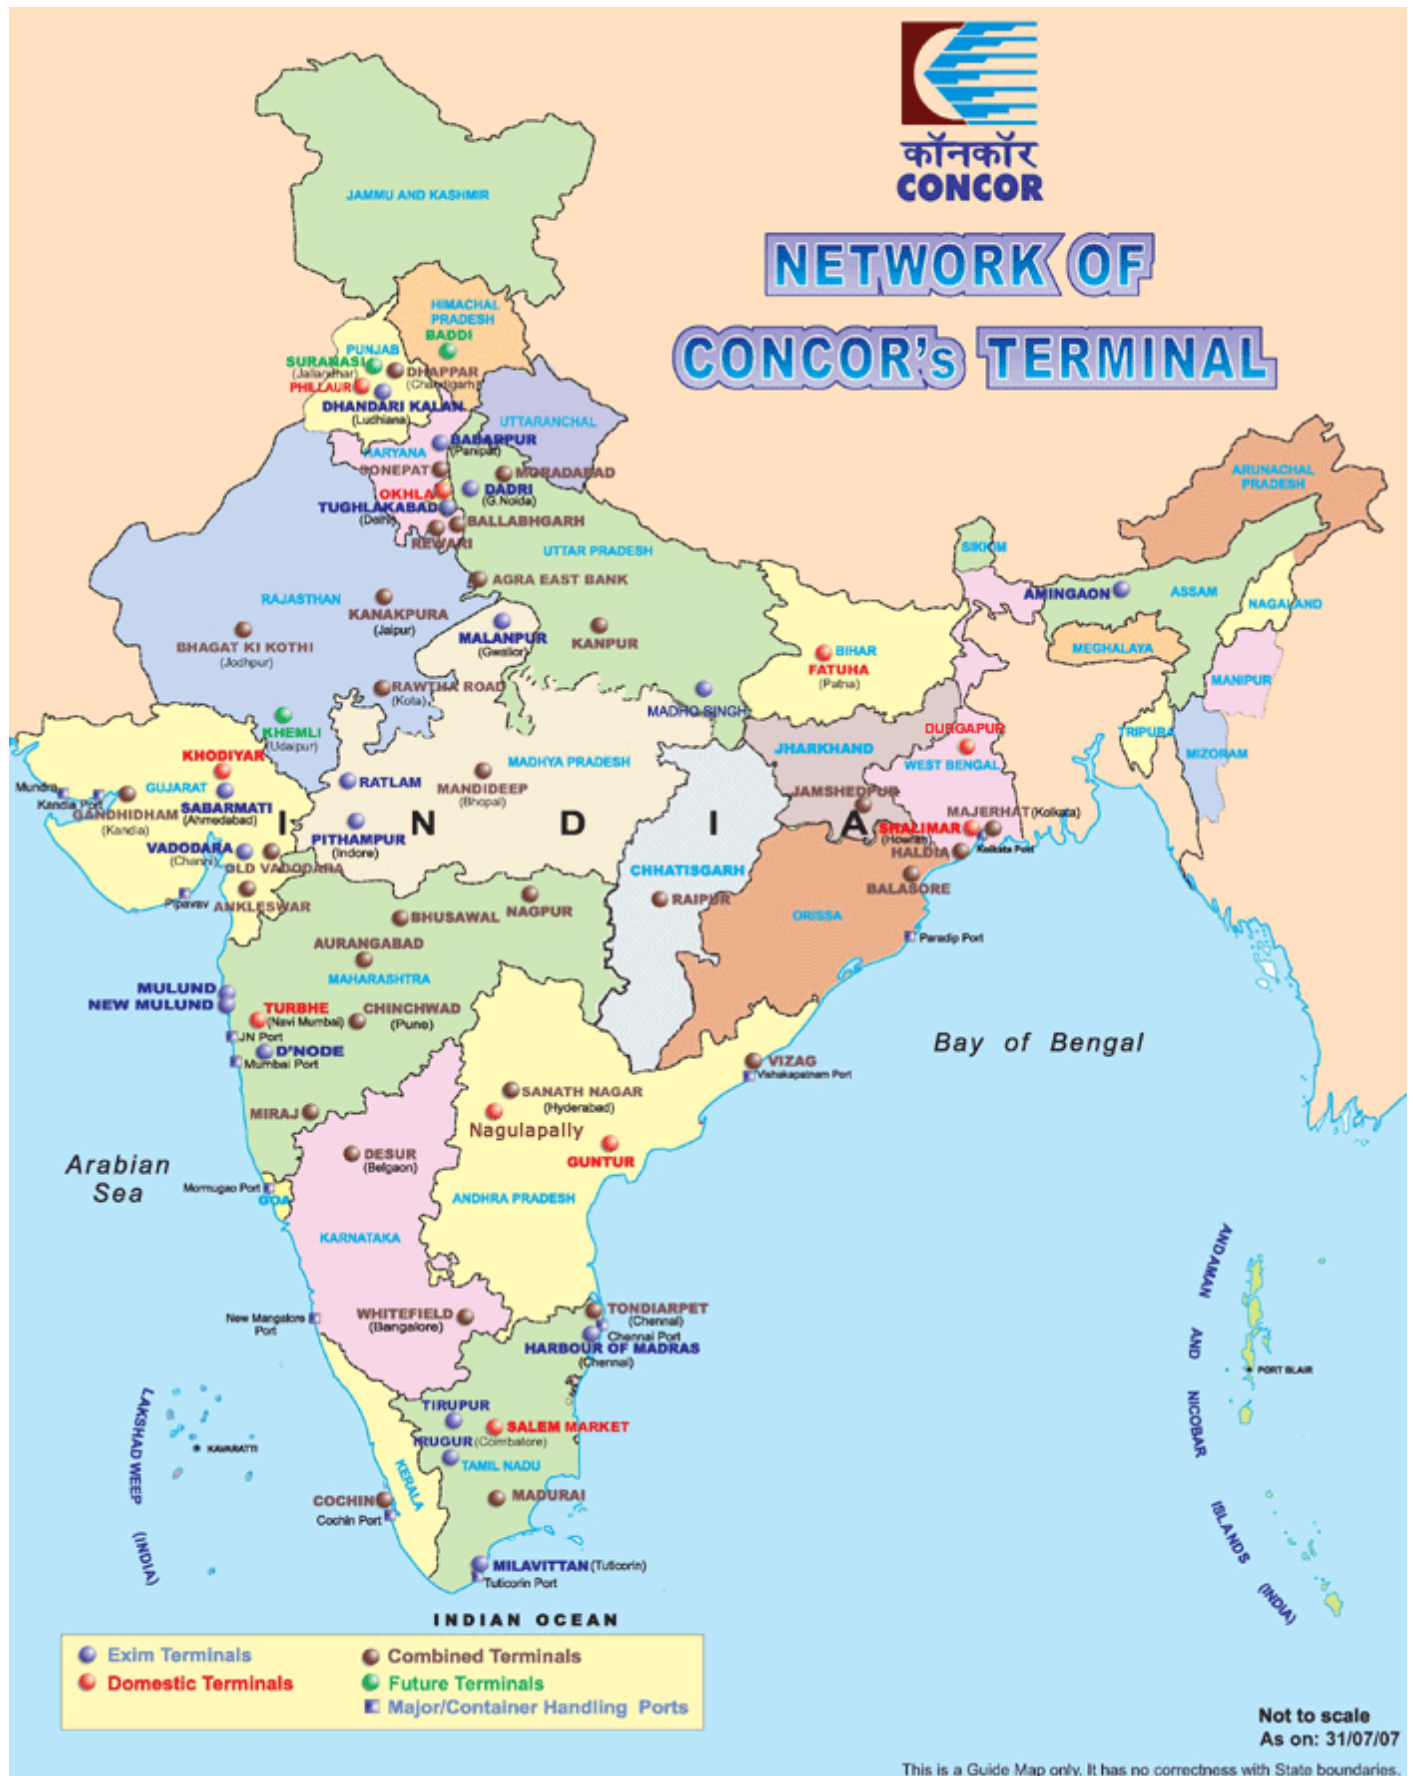 कॉनकॉर
CONCOR
NETWORK OF
CONCOR's TERMINAL
JAMMU AND KASHMIR
HIMACHAL
PRADESH
BADDI
PUNJAB
SURANASI
(Jallandhar)
DHAPPAR
(Chandigarh)
PHILLAUR
DHANDARI KALAN
(Ludhiana)
UTTARANCHAL
BABARPUR
(Panipat)
HARYANA
SONEPAT
MORADABAD
OKHLA
DADRI
(G.Noida)
TUGHLAKABAD
(Delhi)
BALLABHGARH
REWARI
UTTAR PRADESH
ARUNACHAL
PRADESH
SIKKIM
AGRA EAST BANK
AMINGAON
ASSAM
NAGALAND
RAJASTHAN
KANAKPURA
(Jaipur)
BHAGAT KI KOTHI
(Jodhpur)
MALANPUR
(Gwalior)
KANPUR
BIHAR
FATUHA
(Patna)
MEGHALAYA
MANIPUR
RAWTHA ROAD
(Kota)
MADHO SINGH
KHEMLI
(Udaipur)
DURGAPUR
TRIPURA
MIZORAM
KHODIYAR
JHARKHAND
WEST BENGAL
MADHYA PRADESH
RATLAM
MANDIDEEP
(Bhopal)
GUJARAT
Mundra
Kandla Port
GANDHIDHAM
(Kandla)
SABARMATI
(Ahmedabad)
JAMSHEDPUR
MAJERHAT (Kolkata)
I N D I A
SHALIMAR
(Howrah)
Kolkata Port
HALDIA
PITHAMPUR
(Indore)
VADODARA
(Channi)
OLD VADODARA
CHHATISGARH
BALASORE
Pipavav
ANKLESWAR
RAIPUR
ORISSA
BHUSAWAL
NAGPUR
Paradip Port
AURANGABAD
MAHARASHTRA
MULUND
NEW MULUND
TURBHE
(Navi Mumbai)
CHINCHWAD
(Pune)
JN Port
D'NODE
Mumbai Port
Bay of Bengal
VIZAG
Vishakapatnam Port
SANATH NAGAR
(Hyderabad)
MIRAJ
Nagulapally
DESUR
(Belgaon)
GUNTUR
Arabian
Sea
Mormugao Port
GOA
ANDHRA PRADESH
KARNATAKA
New Mangalore
Port
WHITEFIELD
(Bangalore)
TONDIARPET
(Chennai)
Chennai Port
HARBOUR OF MADRAS
(Chennai)
ANDAMAN AND NICOBAR ISLANDS (INDIA)
PORT BLAIR
LAKSHADWEEP (INDIA)
KAVARATTI
TIRUPUR
SALEM MARKET
IRUGUR (Coimbatore)
TAMIL NADU
KERALA
COCHIN
Cochin Port
MADURAI
MILAVITTAN (Tuticorin)
Tuticorin Port
INDIAN OCEAN
Exim Terminals
Combined Terminals
Domestic Terminals
Future Terminals
Major/Container Handling Ports
Not to scale
As on: 31/07/07
This is a Guide Map only. It has no correctness with State boundaries.